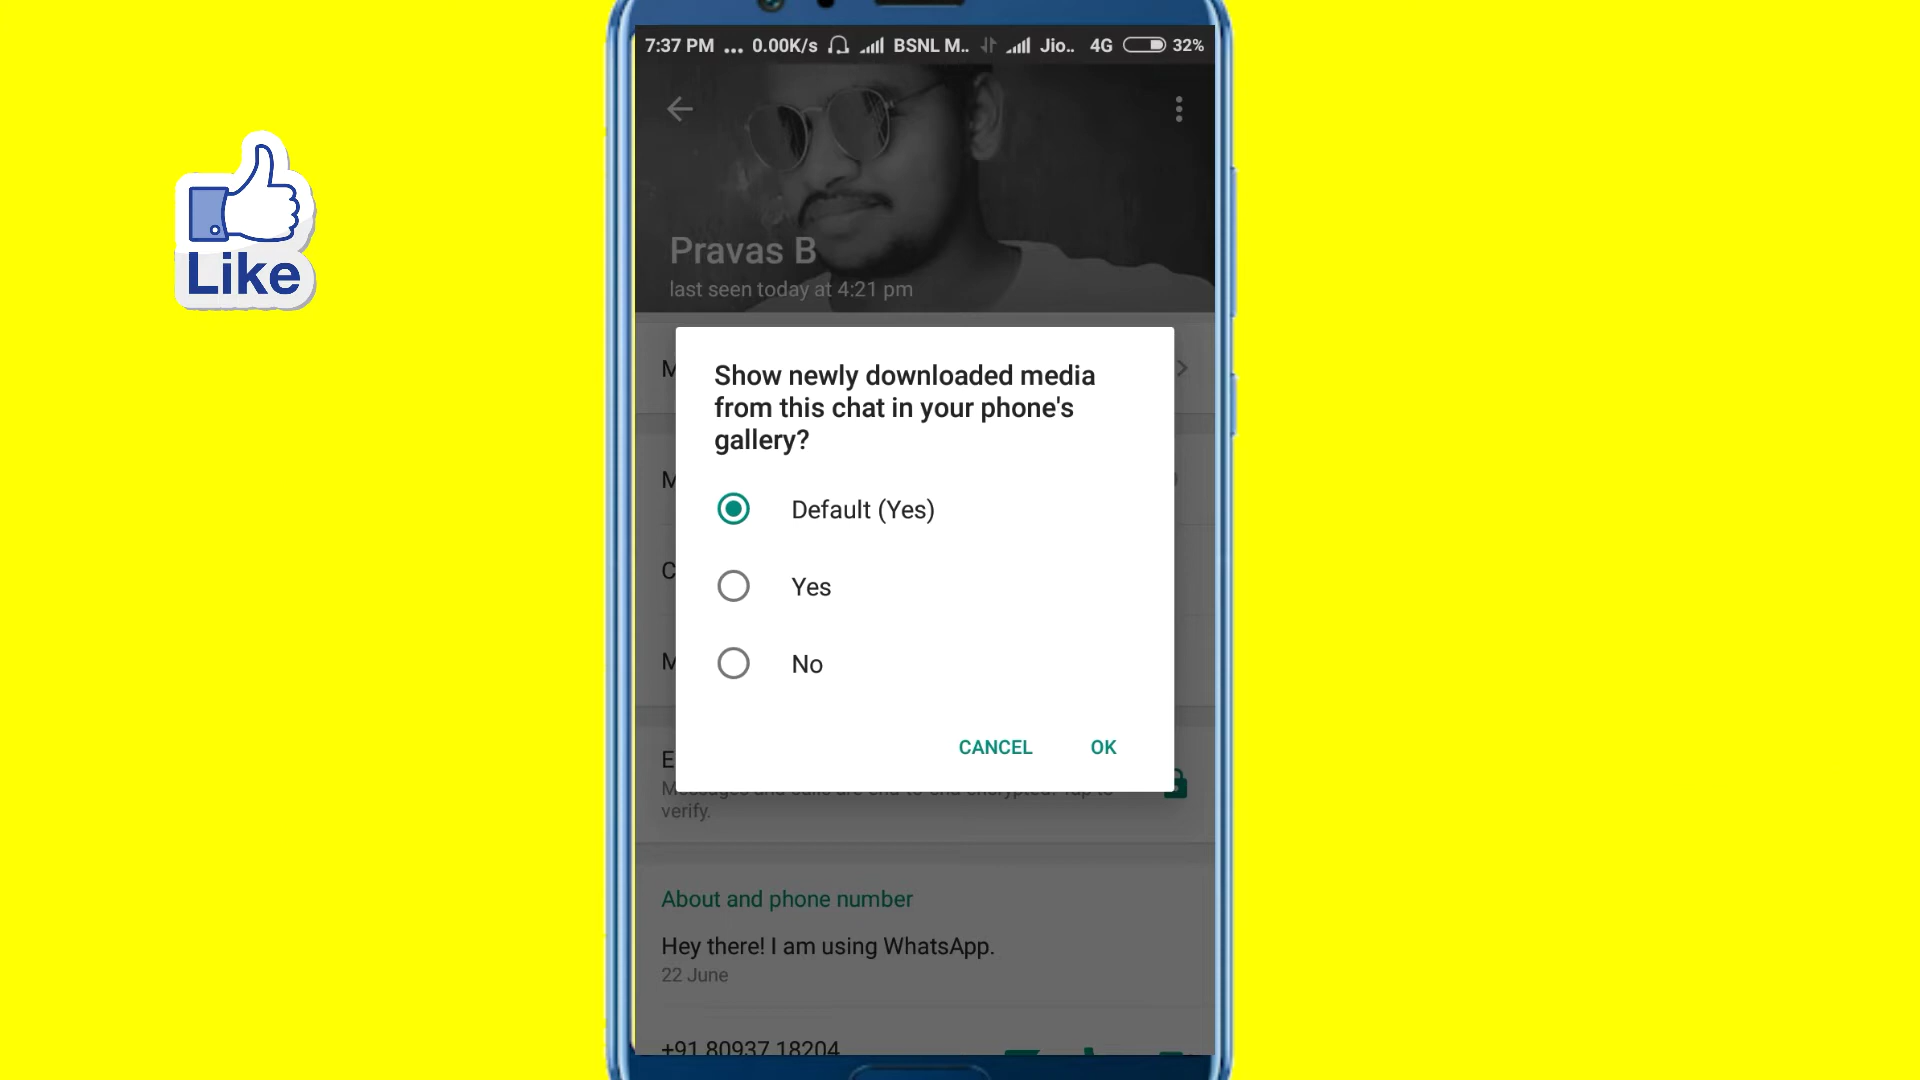 7:37 PM ... 0.00K/s BSNL M.. Jio.. 4G 32%
Pravas B
last seen today at 4:21 pm
Like
Show newly downloaded media
from this chat in your phone's
gallery?
Default (Yes)
Yes
No
CANCEL OK
verify.
About and phone number
Hey there! I am using WhatsApp.
22 June
+91 80937 18204